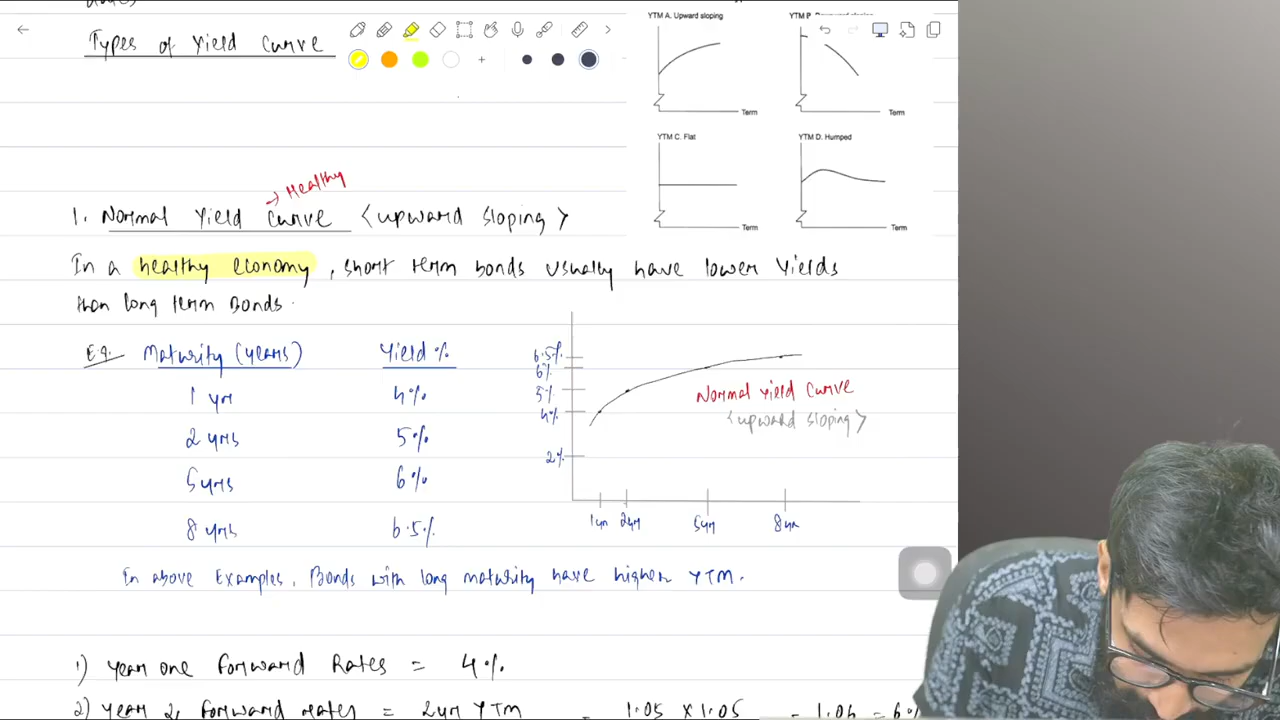 Types of Yield Curve
YTM A. Upward sloping
Term
Term
YTM C. Flat
Term
YTM D. Humped
Term
→ Healthy
1. Normal Yield Curve <upward sloping>
In a healthy economy, short term bonds usually have lower Yields
than long term Bonds.
E.g. Maturity (years) Yield %
1 yr 4%
2 yrs 5%
5 yrs 6%
8 yrs 6.5%
6.5%
6%
5%
4%
2%
1yr 2yr 5yr 8yr
Normal Yield Curve
<upward sloping>
In above Examples, Bonds with long maturity have higher YTM.
1) Year one forward Rates = 4%
2) Year 2 forward rates = 2yr YTM = 1.05 x 1.05 = 1.06 = 6%